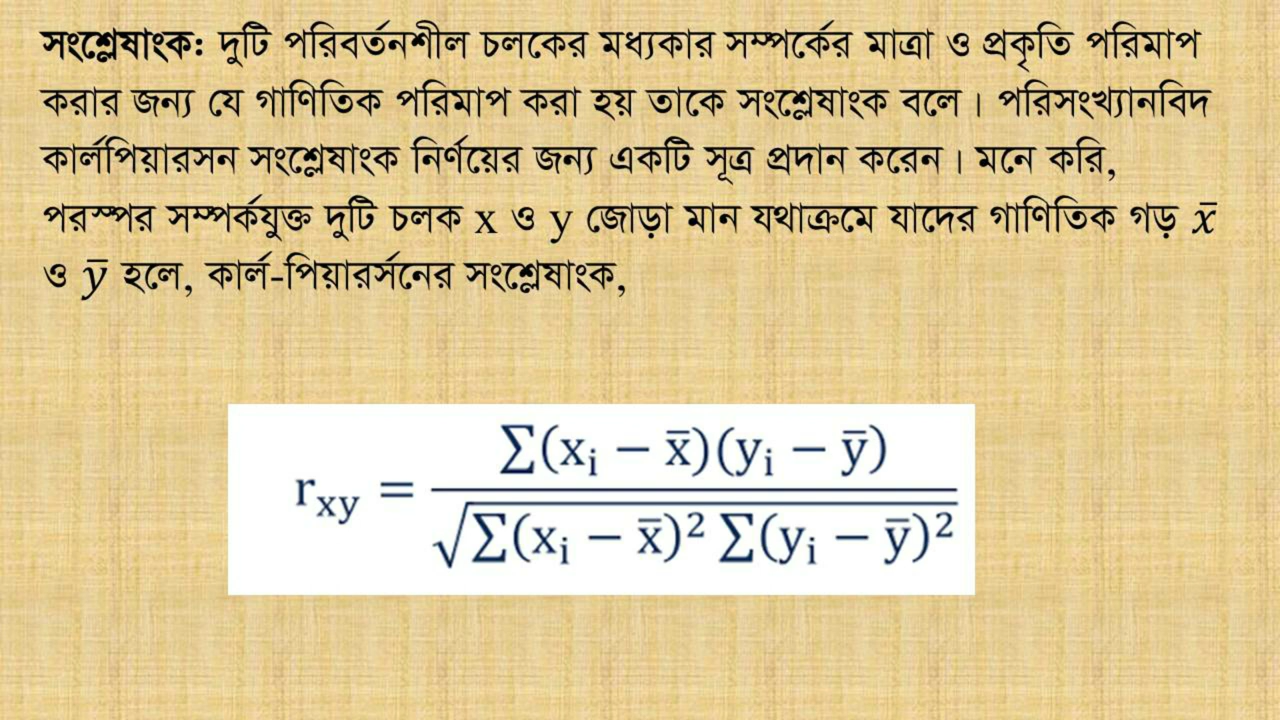 সংশ্লেষাংক: দুটি পরিবর্তনশীল চলকের মধ্যকার সম্পর্কের মাত্রা ও প্রকৃতি পরিমাপ
করার জন্য যে গাণিতিক পরিমাপ করা হয় তাকে সংশ্লেষাংক বলে। পরিসংখ্যানবিদ
কার্লপিয়ারসন সংশ্লেষাংক নির্ণয়ের জন্য একটি সূত্র প্রদান করেন। মনে করি,
পরস্পর সম্পর্কযুক্ত দুটি চলক x ও y জোড়া মান যথাক্রমে যাদের গাণিতিক গড় x̄
ও ȳ হলে, কার্ল-পিয়ারর্সনের সংশ্লেষাংক,
r_xy = ∑(x_i − x̄)(y_i − ȳ) / √(∑(x_i − x̄)² ∑(y_i − ȳ)²)